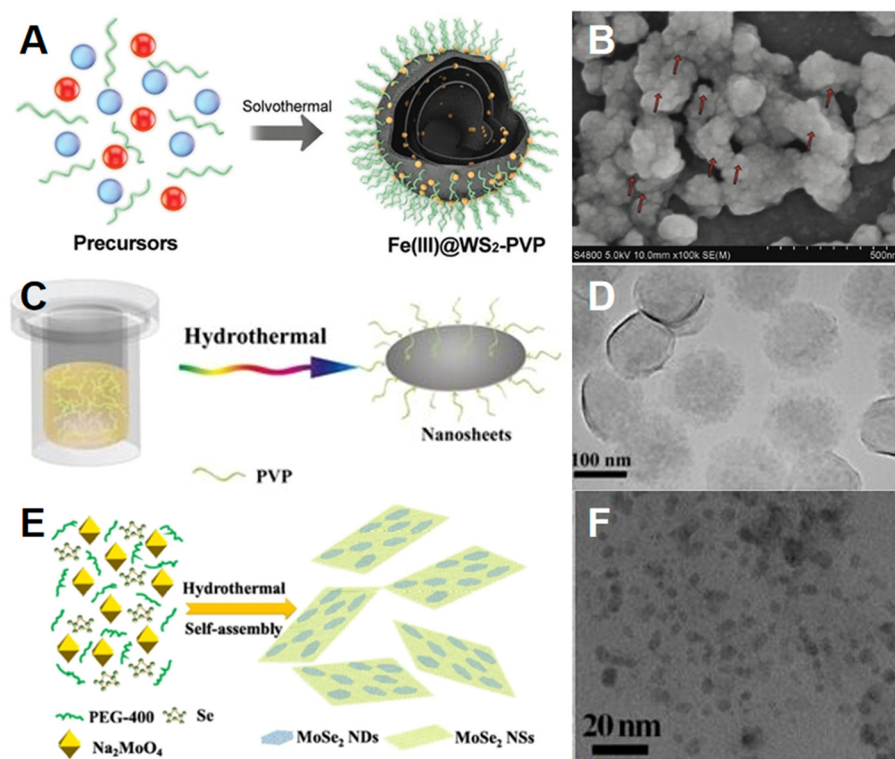 A
Solvothermal
Precursors
Fe(III)@WS₂-PVP
B
S4800 5.0kV 10.0mm x100k SE(M)
500nm
C
Hydrothermal
Nanosheets
PVP
D
100 nm
E
Hydrothermal
Self-assembly
PEG-400
Se
Na₂MoO₄
MoSe₂ NDs
MoSe₂ NSs
F
20 nm